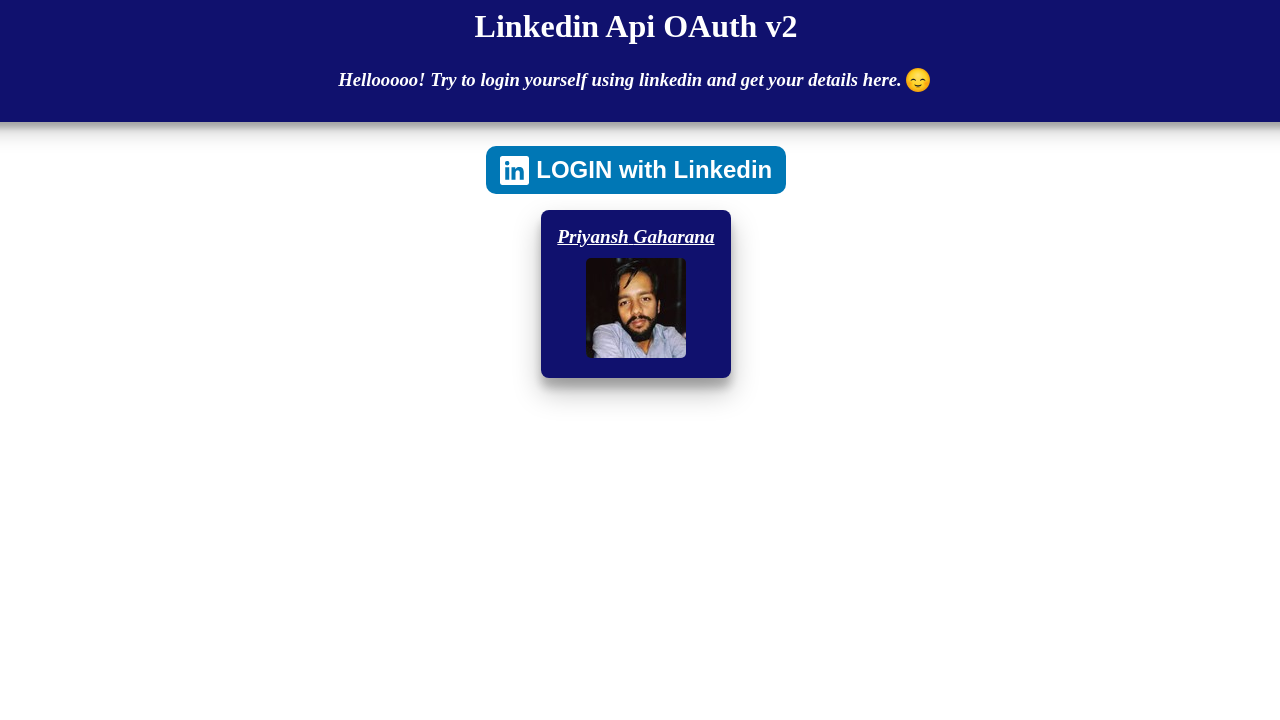 Linkedin Api OAuth v2
Hellooooo! Try to login yourself using linkedin and get your details here. 😊
in LOGIN with Linkedin
Priyansh Gaharana